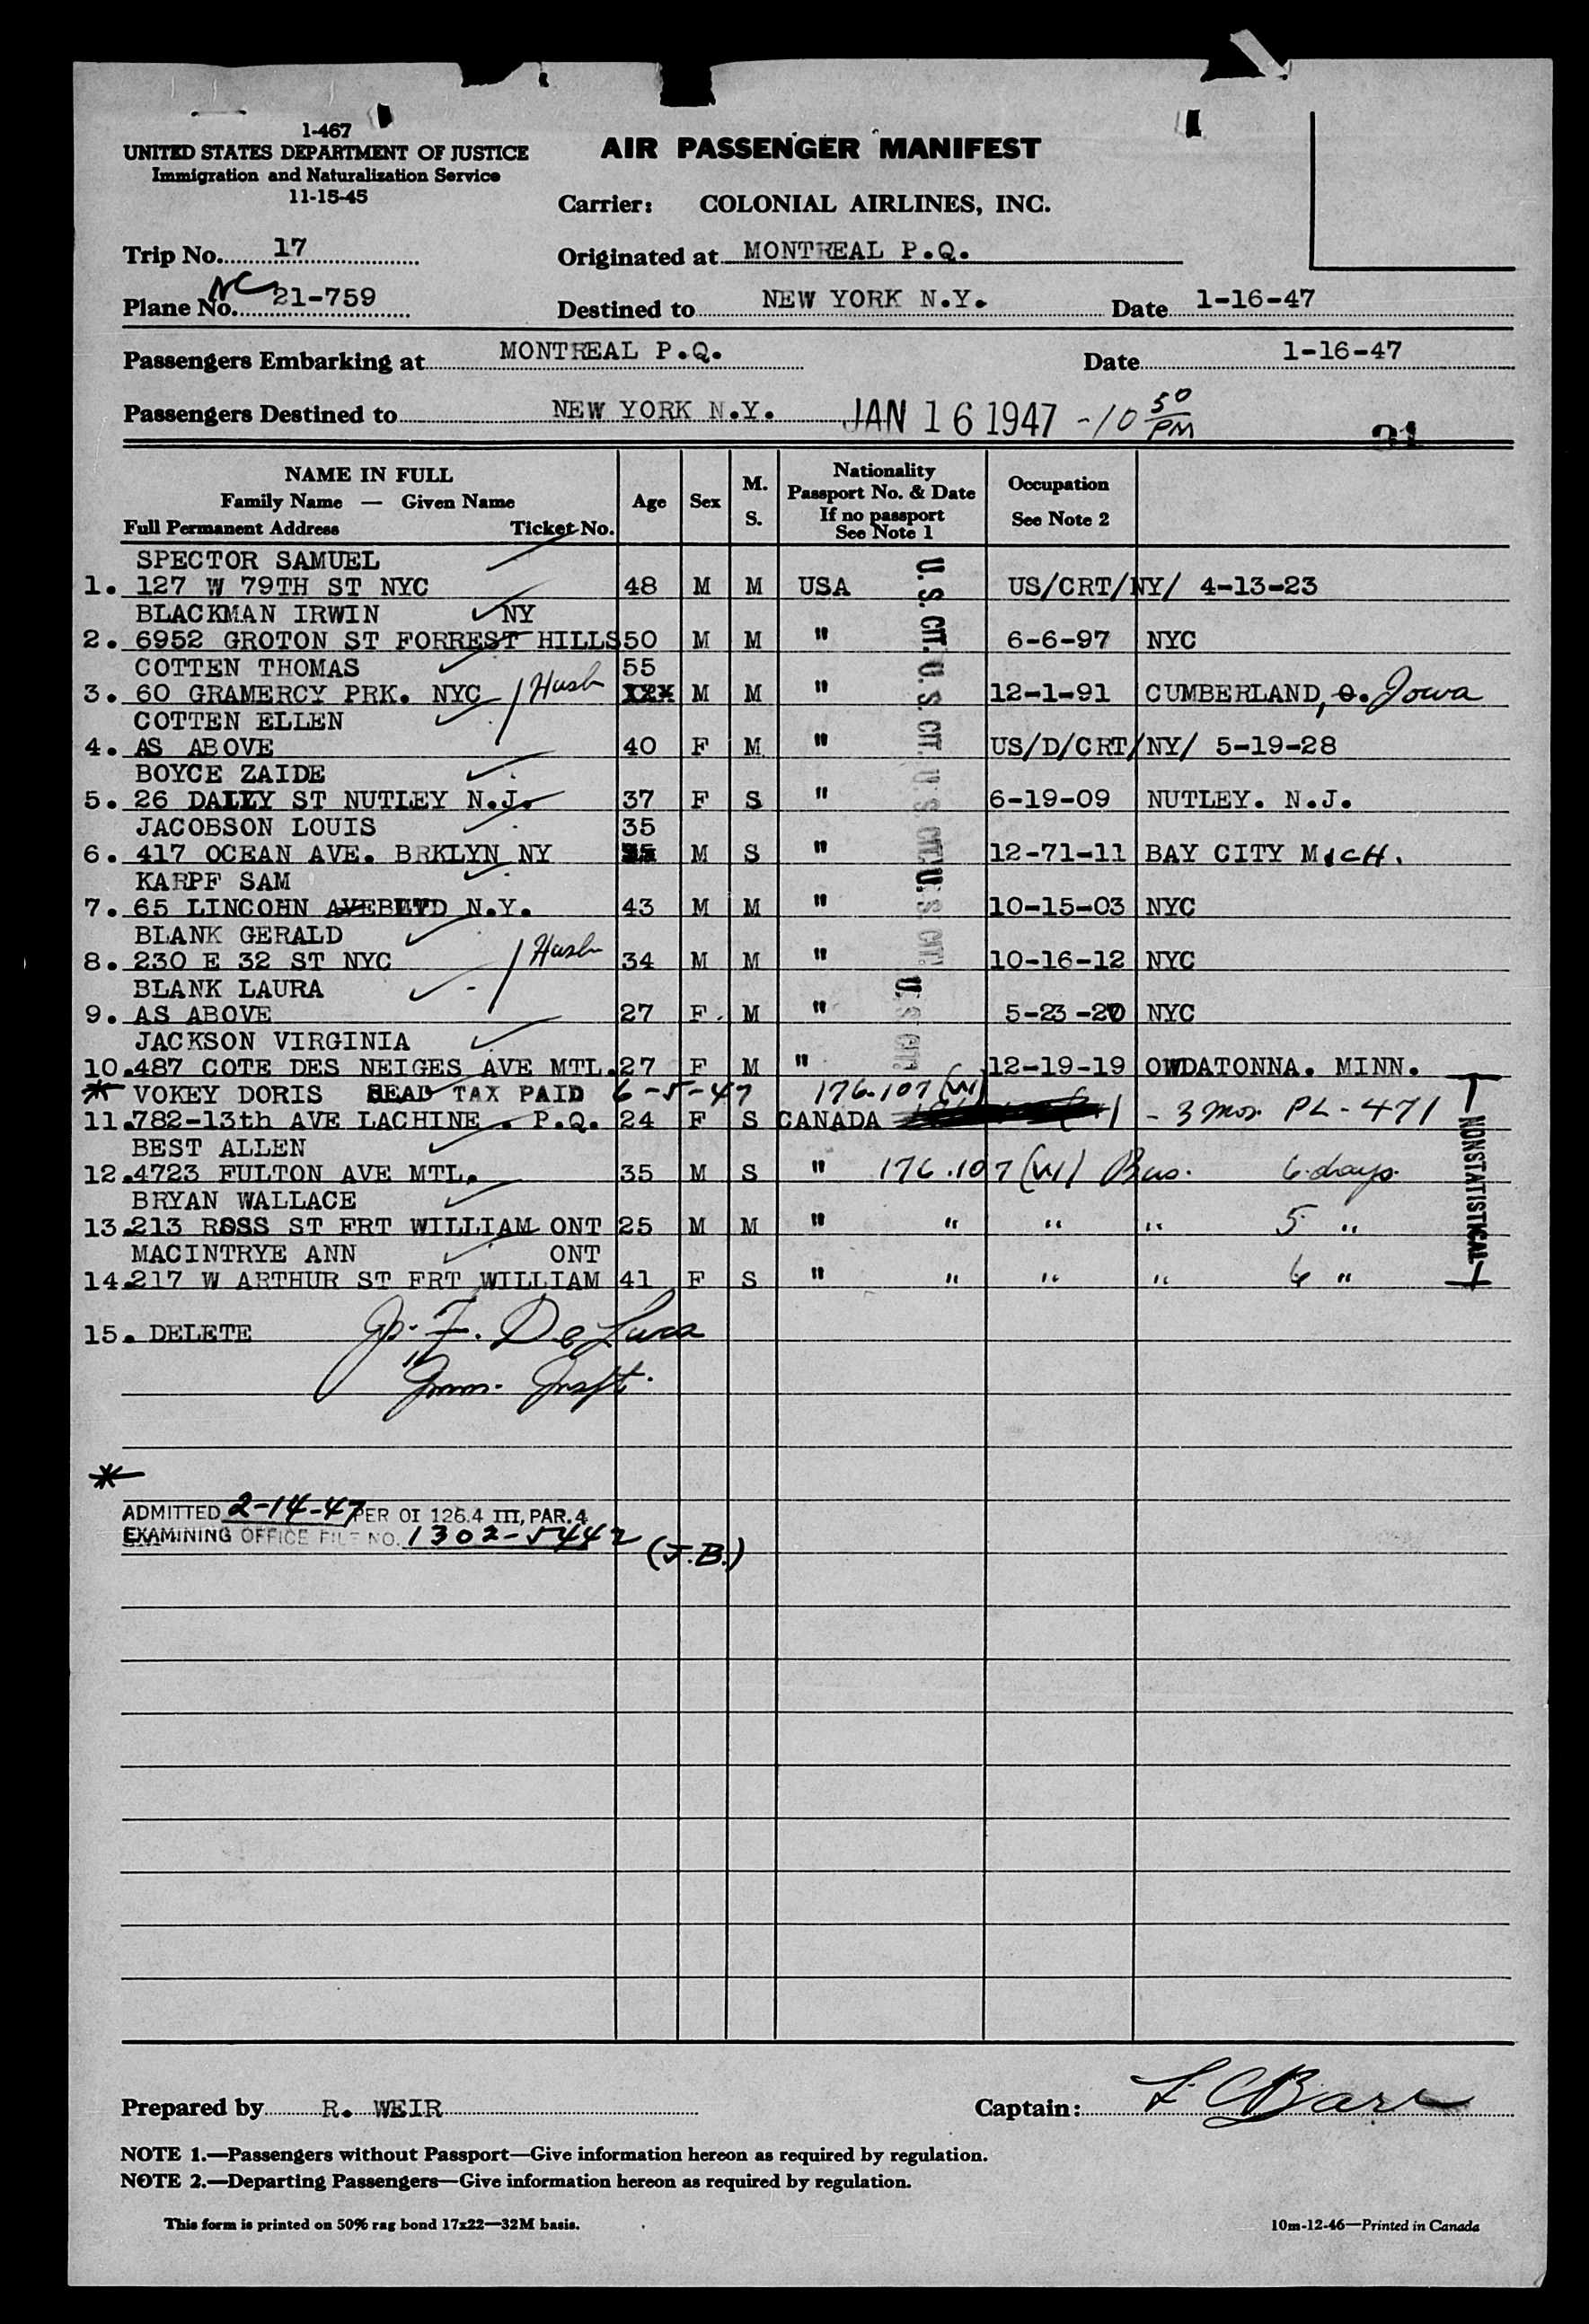 1-467
UNITED STATES DEPARTMENT OF JUSTICE
Immigration and Naturalization Service
11-15-45
AIR PASSENGER MANIFEST
Carrier: COLONIAL AIRLINES, INC.
Trip No. 17
Originated at MONTREAL P.Q.
Plane No. NC 21-759
Destined to NEW YORK N.Y. Date 1-16-47
Passengers Embarking at MONTREAL P.Q. Date 1-16-47
Passengers Destined to NEW YORK N.Y. JAN 16 1947 -10 50 PM
NAME IN FULL
Family Name — Given Name
Full Permanent Address Ticket No.
Age
Sex
M.
S.
Nationality
Passport No. & Date
If no passport
See Note 1
Occupation
See Note 2
SPECTOR SAMUEL
1. 127 W 79TH ST NYC 48 M M USA US/CRT/NY/ 4-13-23
BLACKMAN IRWIN NY
2. 6952 GROTON ST FORREST HILLS 50 M M " 6-6-97 NYC
COTTEN THOMAS 55
3. 60 GRAMERCY PRK. NYC Husb M M " 12-1-91 CUMBERLAND, O. Iowa
COTTEN ELLEN
4. AS ABOVE 40 F M " US/D/CRT/NY/ 5-19-28
BOYCE ZAIDE
5. 26 DALLY ST NUTLEY N.J. 37 F S " 6-19-09 NUTLEY. N.J.
JACOBSON LOUIS 35
6. 417 OCEAN AVE. BRKLYN NY M S " 12-71-11 BAY CITY MICH.
KARPF SAM
7. 65 LINCOHN N.Y. 43 M M " 10-15-03 NYC
BLANK GERALD
8. 230 E 32 ST NYC Husb 34 M M " 10-16-12 NYC
BLANK LAURA
9. AS ABOVE 27 F. M " 5-23-20 NYC
JACKSON VIRGINIA
10. 487 COTE DES NEIGES AVE MTL. 27 F M " 12-19-19 OWDATONNA. MINN.
* VOKEY DORIS HEAD TAX PAID 6-5-47 176.107 (W)
11. 782-13th AVE LACHINE . P.Q. 24 F S CANADA - 3 mos. PL-471
BEST ALLEN
12. 4723 FULTON AVE MTL. 35 M S " 176.107 (W) Bus. 6 days.
BRYAN WALLACE
13. 213 ROSS ST FRT WILLIAM ONT 25 M M " " " " 5 "
MACINTRYE ANN ONT
14. 217 W ARTHUR ST FRT WILLIAM 41 F S " " " " 6 "
U. S. CIT. U. S. CIT. U. S. CIT. U. S. CIT. U. S. CIT.
NONSTATISTICAL
15. DELETE
F. De Luca
Imm. Inspt.
*
ADMITTED 2-14-47 PER OI 126.4 III, PAR. 4
EXAMINING OFFICE FILE NO. 1302-5442
(J.B.)
Prepared by R. WEIR
Captain: L C Barr
NOTE 1.—Passengers without Passport—Give information hereon as required by regulation.
NOTE 2.—Departing Passengers—Give information hereon as required by regulation.
This form is printed on 50% rag bond 17x22—32M basis.
10m-12-46—Printed in Canada